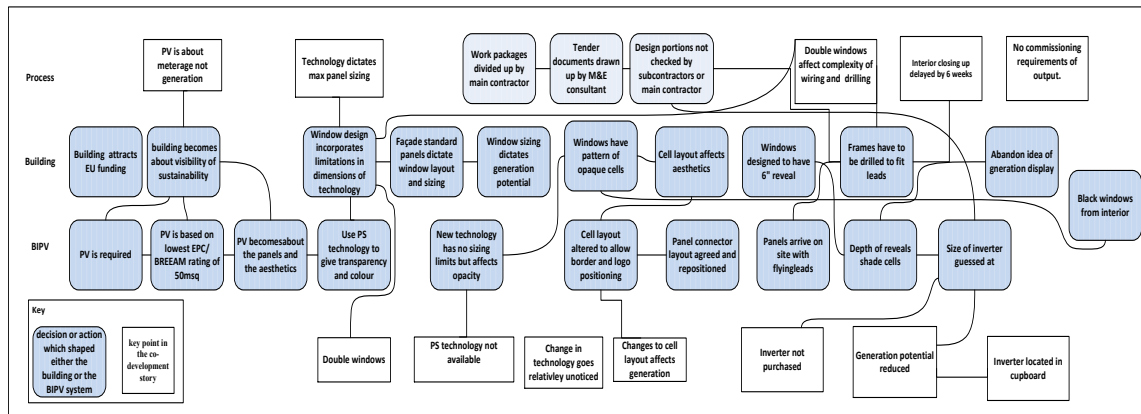 Process
PV is about
meterage not
generation
Technology dictates
max panel sizing
Work packages
divided up by
main contractor
Tender
documents drawn
up by M&E
consultant
Design portions not
checked by
subcontractors or
main contractor
Double windows
affect complexity of
wiring and drilling
Interior closing up
delayed by 6 weeks
No commissioning
requirements of
output.
Building
Building attracts
EU funding
building becomes
about visibility of
sustainability
Window design
incorporates
limitations in
dimensions of
technology
Façade standard
panels dictate
window layout
and sizing
Window sizing
dictates
generation
potential
Windows have
pattern of
opaque cells
Cell layout affects
aesthetics
Windows
designed to have
6" reveal
Frames have to
be drilled to fit
leads
Abandon idea of
gneration display
Black windows
from interior
BIPV
PV is required
PV is based on
lowest EPC/
BREEAM rating of
50msq
PV becomesabout
the panels and
the aesthetics
Use PS
technology to
give transparency
and colour
New technology
has no sizing
limits but affects
opacity
Cell layout
altered to allow
border and logo
positioning
Panel connector
layout agreed and
repositioned
Panels arrive on
site with
flyingleads
Depth of reveals
shade cells
Size of inverter
guessed at
Key
decision or action
which shaped
either the
building or the
BIPV system
key point in
the co-
development
story
Double windows
PS technology not
available
Change in
technology goes
relativley unoticed
Changes to cell
layout affects
generation
Inverter not
purchased
Generation potential
reduced
Inverter located in
cupboard